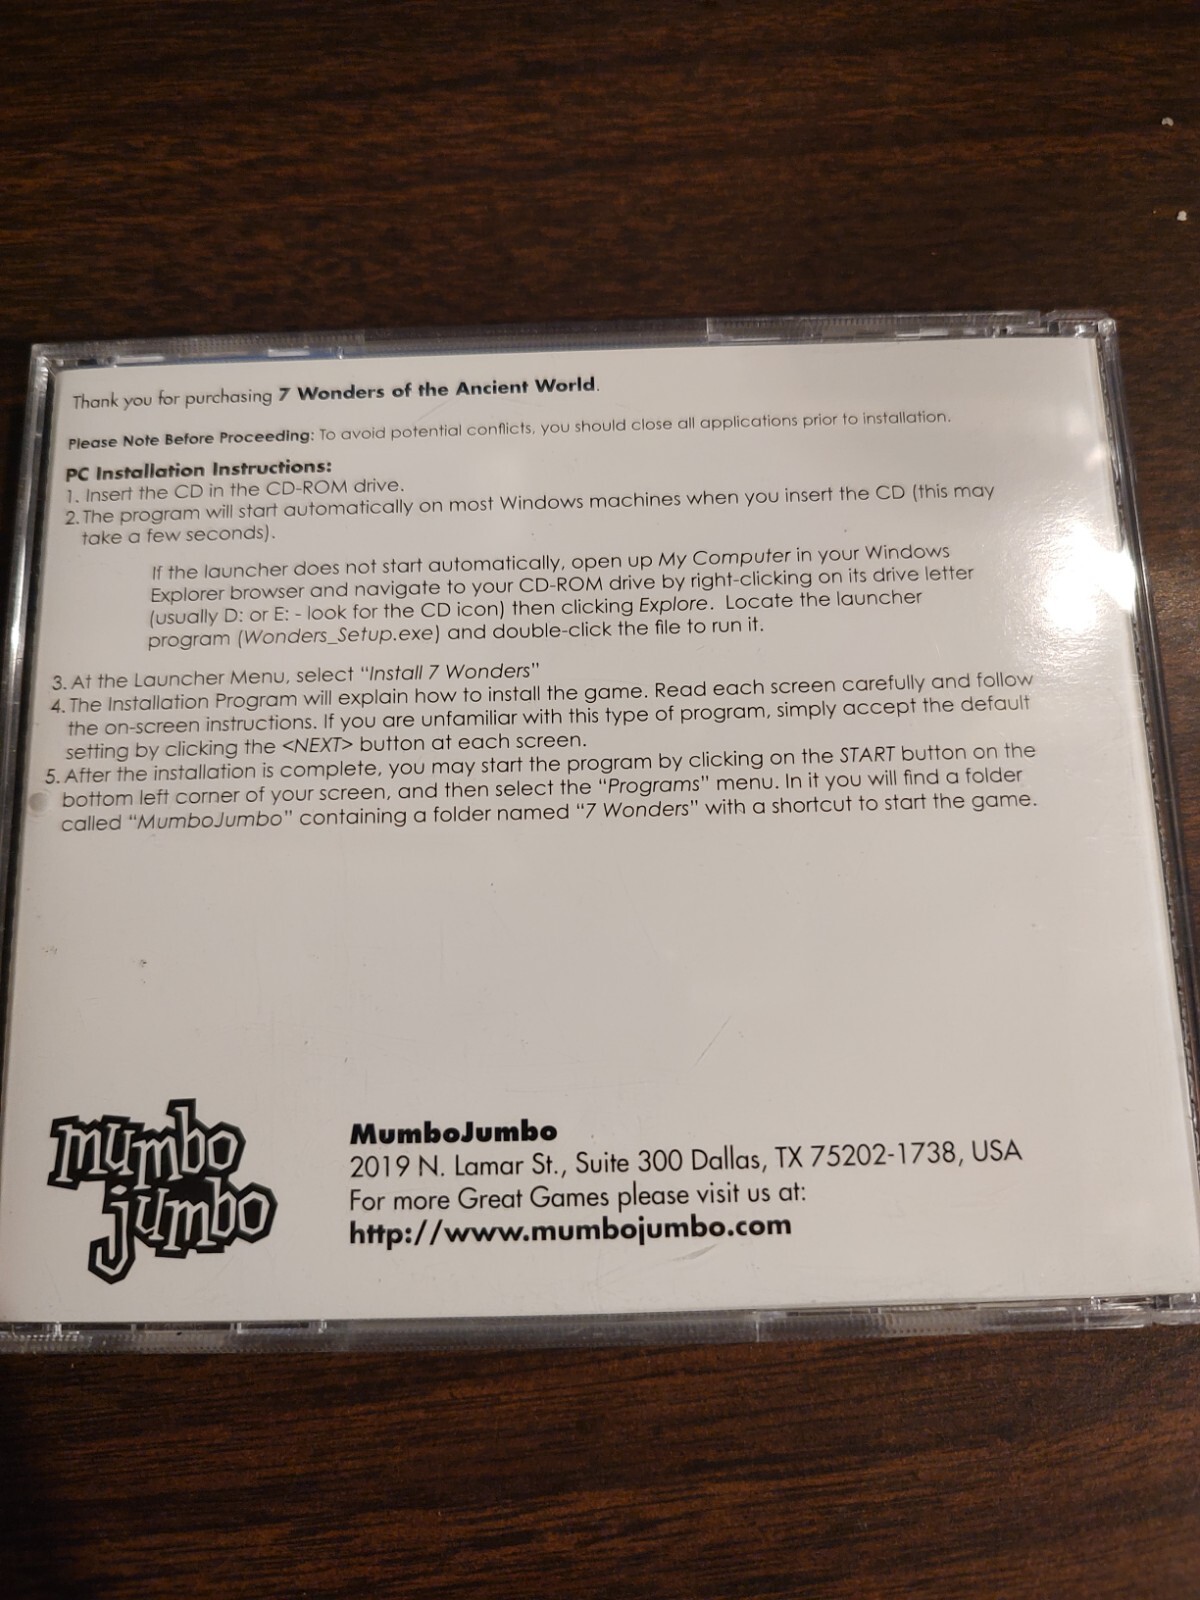 Thank you for purchasing 7 Wonders of the Ancient World.
Please Note Before Proceeding: To avoid potential conflicts, you should close all applications prior to installation.
PC Installation Instructions:
1. Insert the CD in the CD-ROM drive.
2. The program will start automatically on most Windows machines when you insert the CD (this may
take a few seconds).
If the launcher does not start automatically, open up My Computer in your Windows
Explorer browser and navigate to your CD-ROM drive by right-clicking on its drive letter
(usually D: or E: - look for the CD icon) then clicking Explore. Locate the launcher
program (Wonders_Setup.exe) and double-click the file to run it.
3. At the Launcher Menu, select "Install 7 Wonders"
4. The Installation Program will explain how to install the game. Read each screen carefully and follow
the on-screen instructions. If you are unfamiliar with this type of program, simply accept the default
setting by clicking the <NEXT> button at each screen.
5. After the installation is complete, you may start the program by clicking on the START button on the
bottom left corner of your screen, and then select the "Programs" menu. In it you will find a folder
called "MumboJumbo" containing a folder named "7 Wonders" with a shortcut to start the game.
mumbo
jumbo
MumboJumbo
2019 N. Lamar St., Suite 300 Dallas, TX 75202-1738, USA
For more Great Games please visit us at:
http://www.mumbojumbo.com